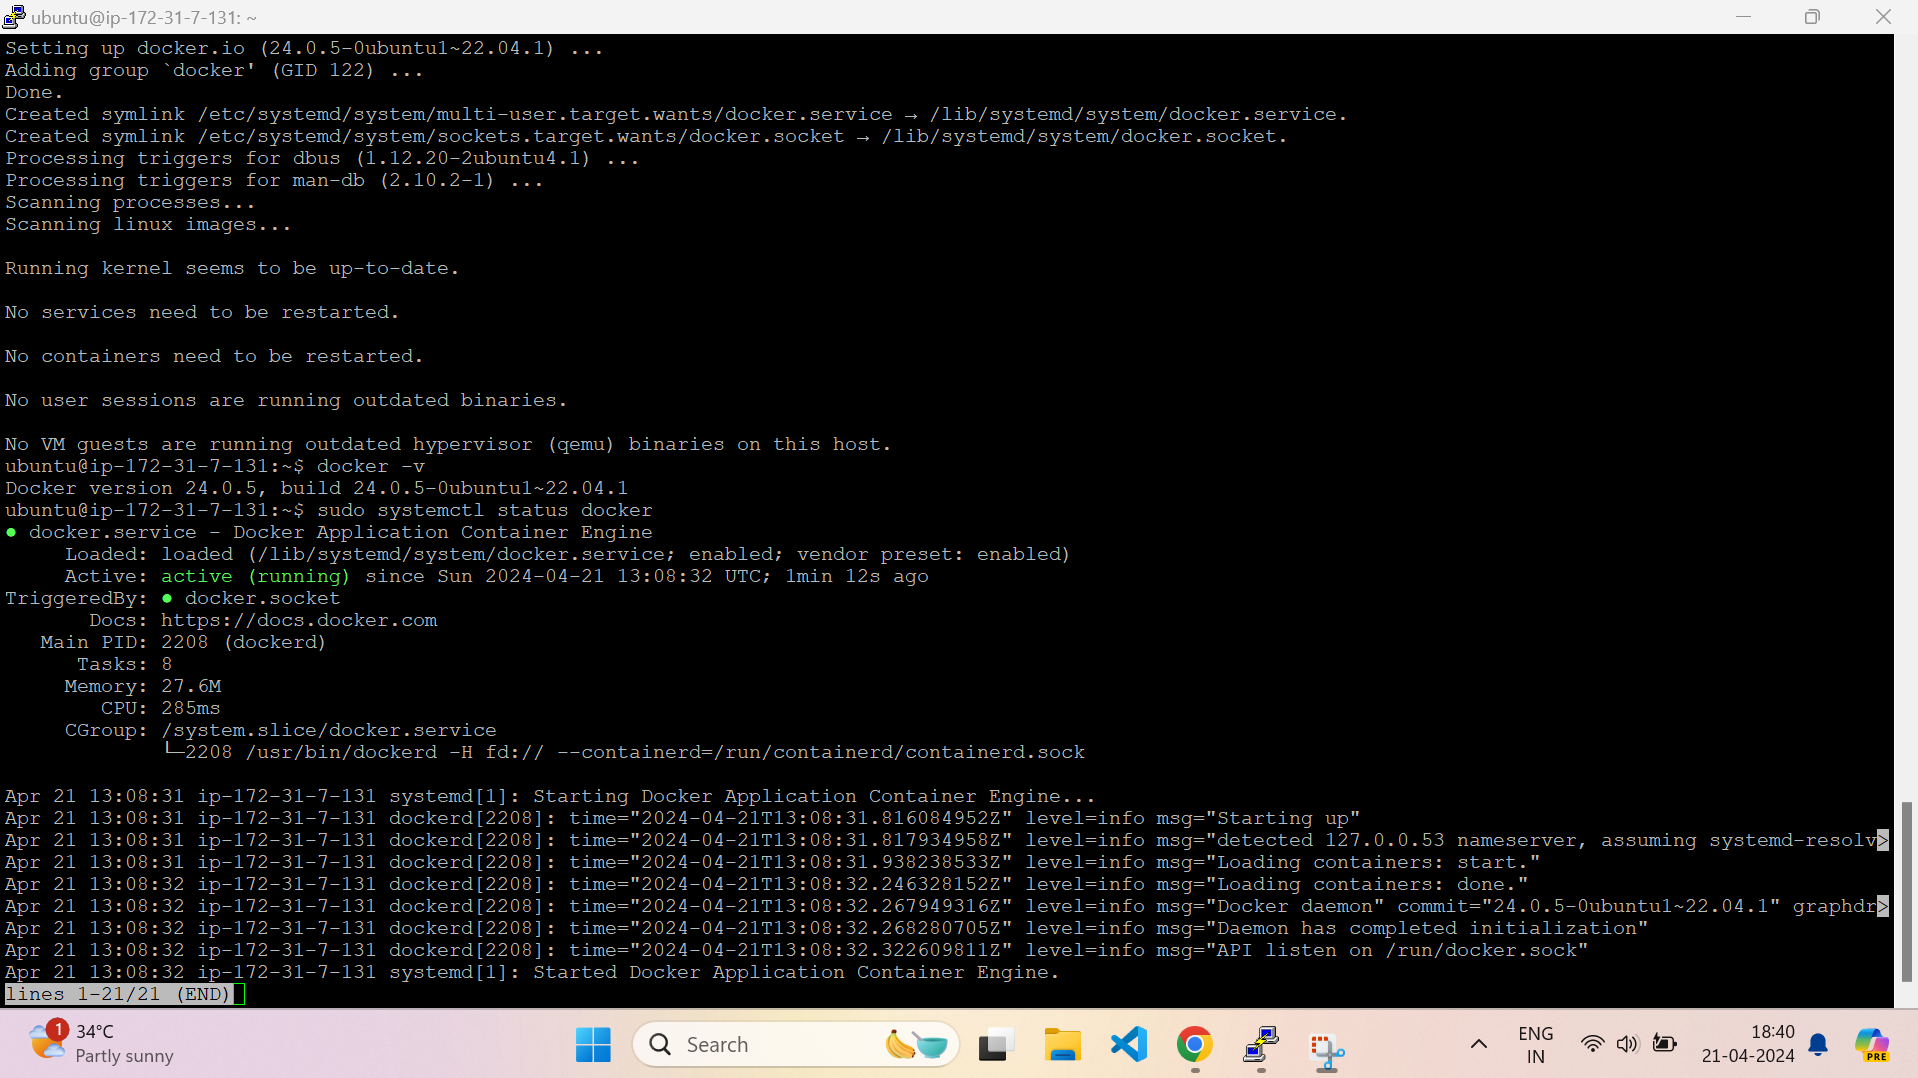 ubuntu@ip-172-31-7-131: ~
Setting up docker.io (24.0.5-0ubuntu1~22.04.1) ...
Adding group `docker' (GID 122) ...
Done.
Created symlink /etc/systemd/system/multi-user.target.wants/docker.service → /lib/systemd/system/docker.service.
Created symlink /etc/systemd/system/sockets.target.wants/docker.socket → /lib/systemd/system/docker.socket.
Processing triggers for dbus (1.12.20-2ubuntu4.1) ...
Processing triggers for man-db (2.10.2-1) ...
Scanning processes...
Scanning linux images...
Running kernel seems to be up-to-date.
No services need to be restarted.
No containers need to be restarted.
No user sessions are running outdated binaries.
No VM guests are running outdated hypervisor (qemu) binaries on this host.
ubuntu@ip-172-31-7-131:~$ docker -v
Docker version 24.0.5, build 24.0.5-0ubuntu1~22.04.1
ubuntu@ip-172-31-7-131:~$ sudo systemctl status docker
● docker.service - Docker Application Container Engine
Loaded: loaded (/lib/systemd/system/docker.service; enabled; vendor preset: enabled)
Active: active (running) since Sun 2024-04-21 13:08:32 UTC; 1min 12s ago
TriggeredBy: ● docker.socket
Docs: https://docs.docker.com
Main PID: 2208 (dockerd)
Tasks: 8
Memory: 27.6M
CPU: 285ms
CGroup: /system.slice/docker.service
└─2208 /usr/bin/dockerd -H fd:// --containerd=/run/containerd/containerd.sock
Apr 21 13:08:31 ip-172-31-7-131 systemd[1]: Starting Docker Application Container Engine...
Apr 21 13:08:31 ip-172-31-7-131 dockerd[2208]: time="2024-04-21T13:08:31.816084952Z" level=info msg="Starting up"
Apr 21 13:08:31 ip-172-31-7-131 dockerd[2208]: time="2024-04-21T13:08:31.817934958Z" level=info msg="detected 127.0.0.53 nameserver, assuming systemd-resolv>
Apr 21 13:08:31 ip-172-31-7-131 dockerd[2208]: time="2024-04-21T13:08:31.938238533Z" level=info msg="Loading containers: start."
Apr 21 13:08:32 ip-172-31-7-131 dockerd[2208]: time="2024-04-21T13:08:32.246328152Z" level=info msg="Loading containers: done."
Apr 21 13:08:32 ip-172-31-7-131 dockerd[2208]: time="2024-04-21T13:08:32.267949316Z" level=info msg="Docker daemon" commit="24.0.5-0ubuntu1~22.04.1" graphdr>
Apr 21 13:08:32 ip-172-31-7-131 dockerd[2208]: time="2024-04-21T13:08:32.268280705Z" level=info msg="Daemon has completed initialization"
Apr 21 13:08:32 ip-172-31-7-131 dockerd[2208]: time="2024-04-21T13:08:32.322609811Z" level=info msg="API listen on /run/docker.sock"
Apr 21 13:08:32 ip-172-31-7-131 systemd[1]: Started Docker Application Container Engine.
lines 1-21/21 (END)
1
34°C
Partly sunny
Search
ENG
IN
18:40
21-04-2024
PRE